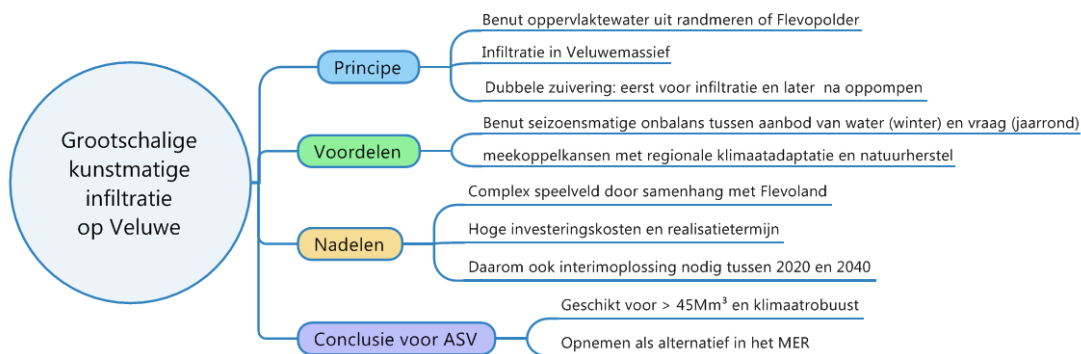 Grootschalige
kunstmatige
infiltratie
op Veluwe
Principe
Benut oppervlaktewater uit randmeren of Flevopolder
Infiltratie in Veluwemassief
Dubbele zuivering: eerst voor infiltratie en later na oppompen
Voordelen
Benut seizoensmatige onbalans tussen aanbod van water (winter) en vraag (jaarrond)
meekoppelkansen met regionale klimaatadaptatie en natuurherstel
Nadelen
Complex speelveld door samenhang met Flevoland
Hoge investeringskosten en realisatietermijn
Daarom ook interimoplossing nodig tussen 2020 en 2040
Conclusie voor ASV
Geschikt voor > 45Mm³ en klimaatrobuust
Opnemen als alternatief in het MER